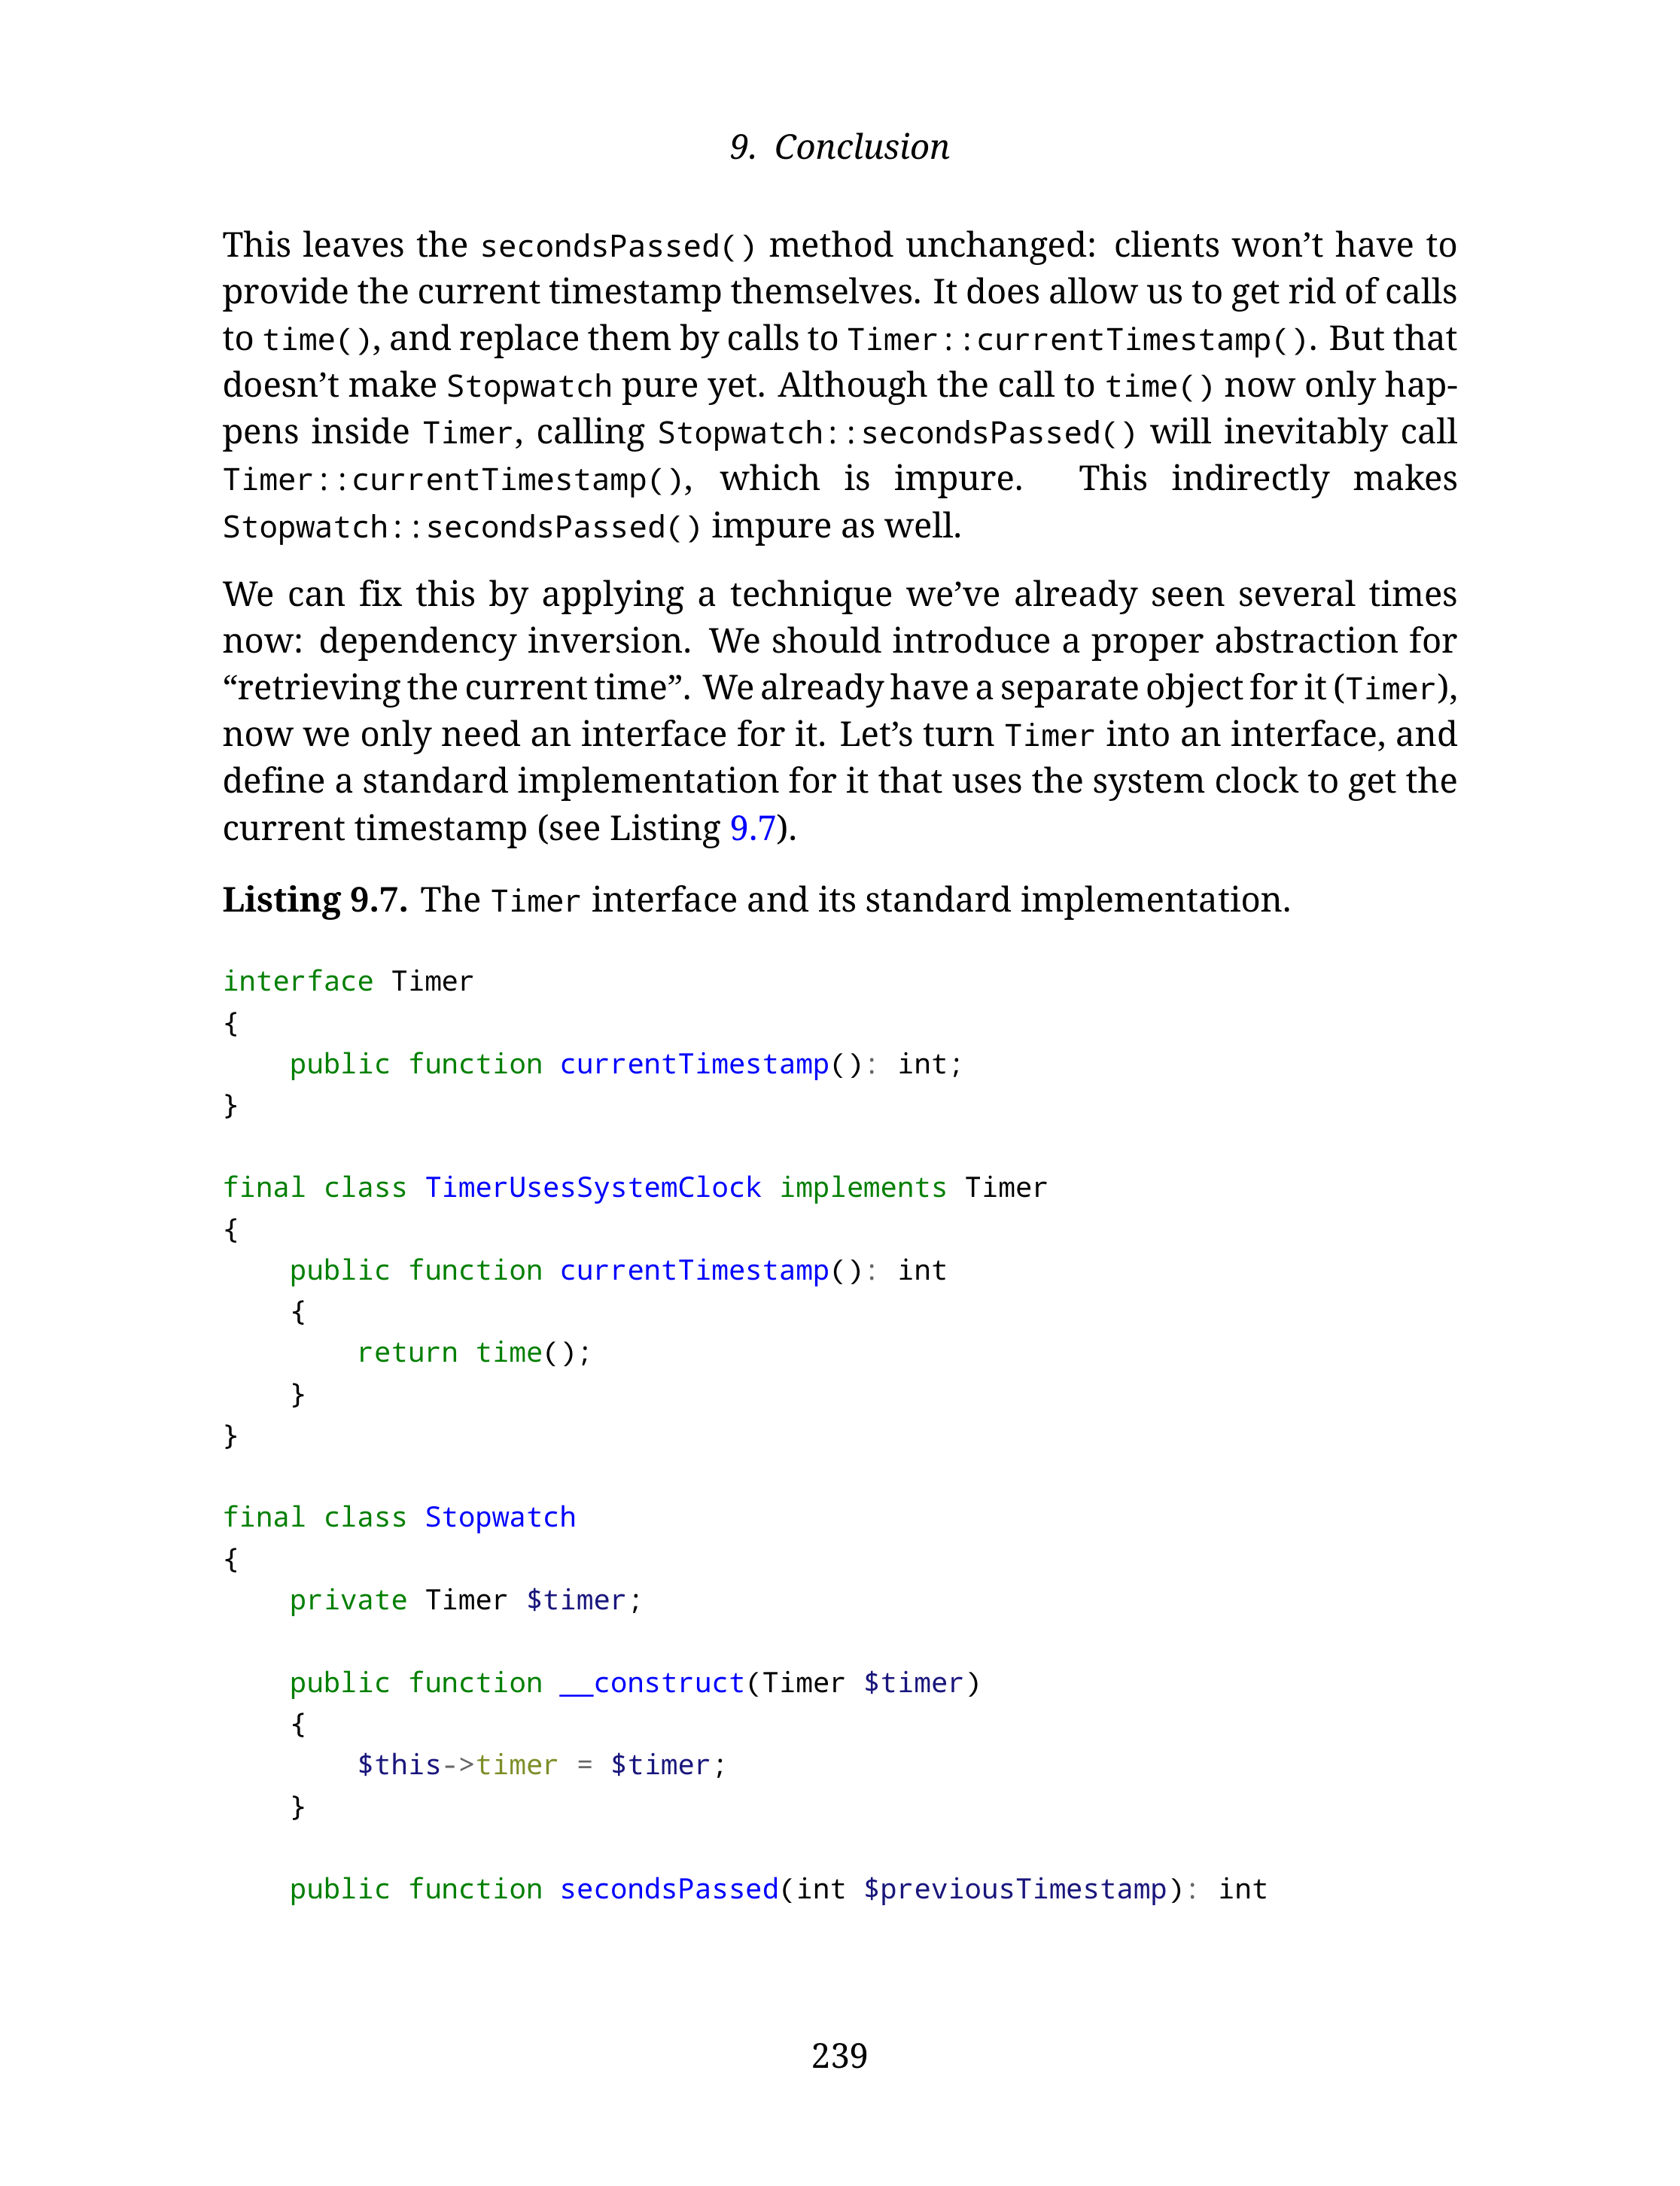 9. Conclusion
This leaves the secondsPassed() method unchanged: clients won’t have to
provide the current timestamp themselves. It does allow us to get rid of calls
to time(), and replace them by calls to Timer::currentTimestamp(). But that
doesn’t make Stopwatch pure yet. Although the call to time() now only hap-
pens inside Timer, calling Stopwatch::secondsPassed() will inevitably call
Timer::currentTimestamp(), which is impure. This indirectly makes
Stopwatch::secondsPassed() impure as well.
We can fix this by applying a technique we’ve already seen several times
now: dependency inversion. We should introduce a proper abstraction for
“retrieving the current time”. We already have a separate object for it (Timer),
now we only need an interface for it. Let’s turn Timer into an interface, and
define a standard implementation for it that uses the system clock to get the
current timestamp (see Listing 9.7).
Listing 9.7. The Timer interface and its standard implementation.
interface Timer
{
    public function currentTimestamp(): int;
}
final class TimerUsesSystemClock implements Timer
{
    public function currentTimestamp(): int
    {
        return time();
    }
}
final class Stopwatch
{
    private Timer $timer;
    public function __construct(Timer $timer)
    {
        $this->timer = $timer;
    }
    public function secondsPassed(int $previousTimestamp): int
239